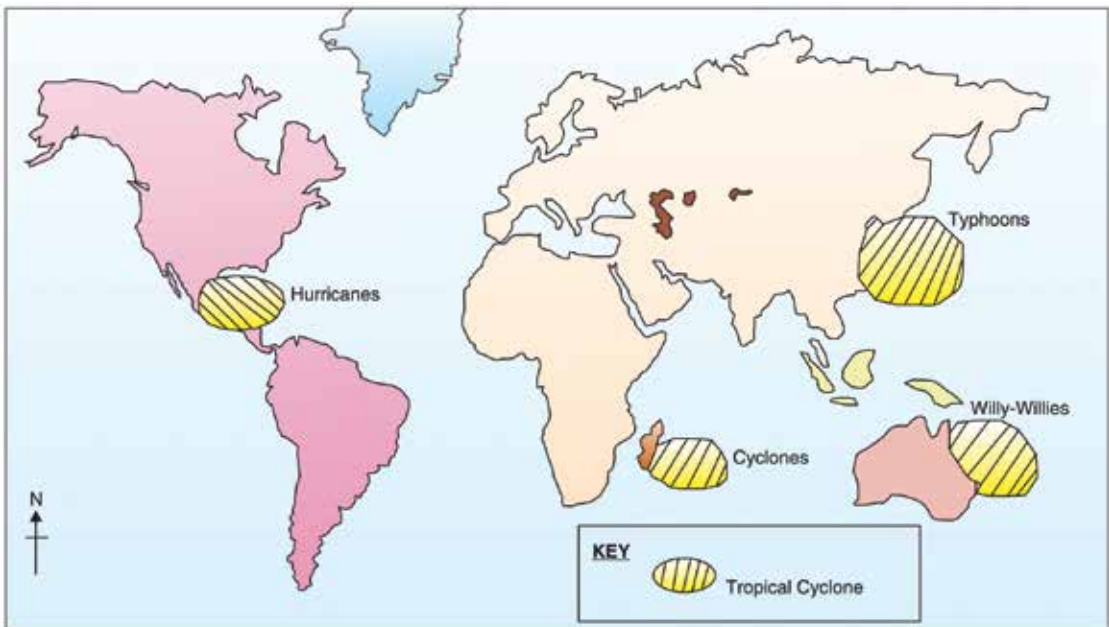 Typhoons
Hurricanes
Willy-Willies
Cyclones
N
KEY
Tropical Cyclone